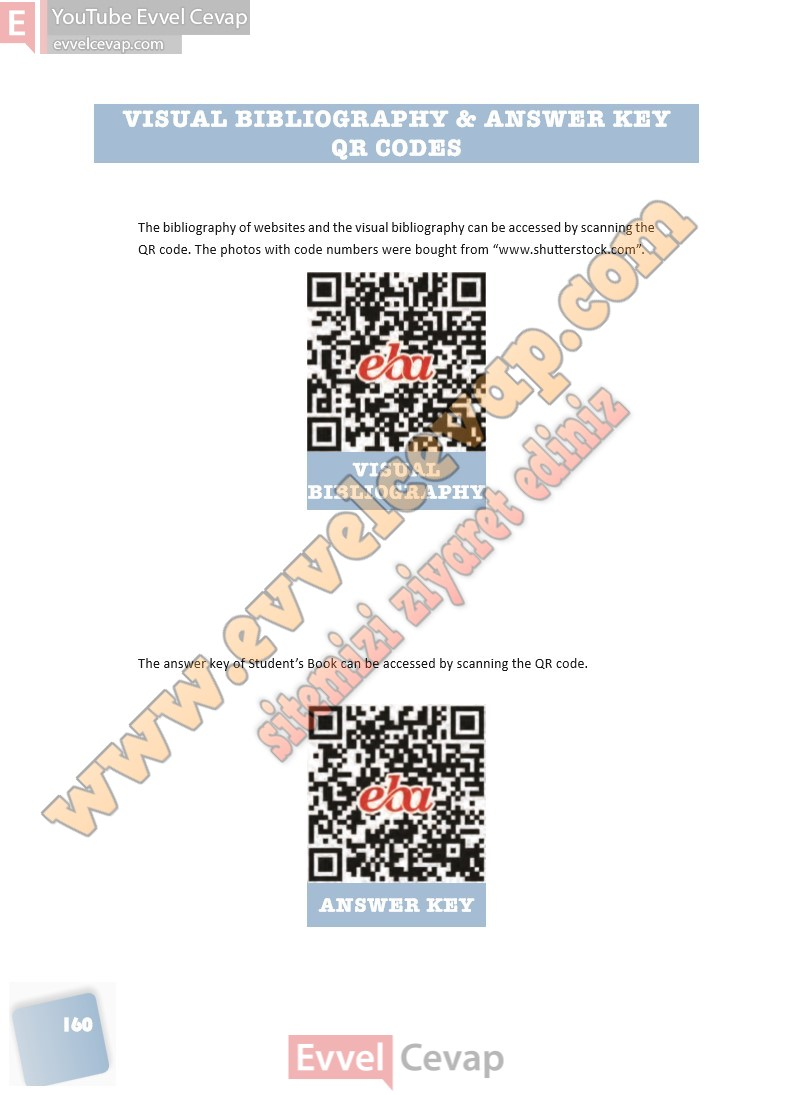 E YouTube Evvel Cevap
evvelcevap.com
VISUAL BIBLIOGRAPHY & ANSWER KEY
QR CODES
The bibliography of websites and the visual bibliography can be accessed by scanning the
QR code. The photos with code numbers were bought from “www.shutterstock.com”.
eba
VISUAL
BIBLIOGRAPHY
www.evvelcevap.com
sitemizi ziyaret ediniz
The answer key of Student’s Book can be accessed by scanning the QR code.
eba
ANSWER KEY
160
Evvel Cevap